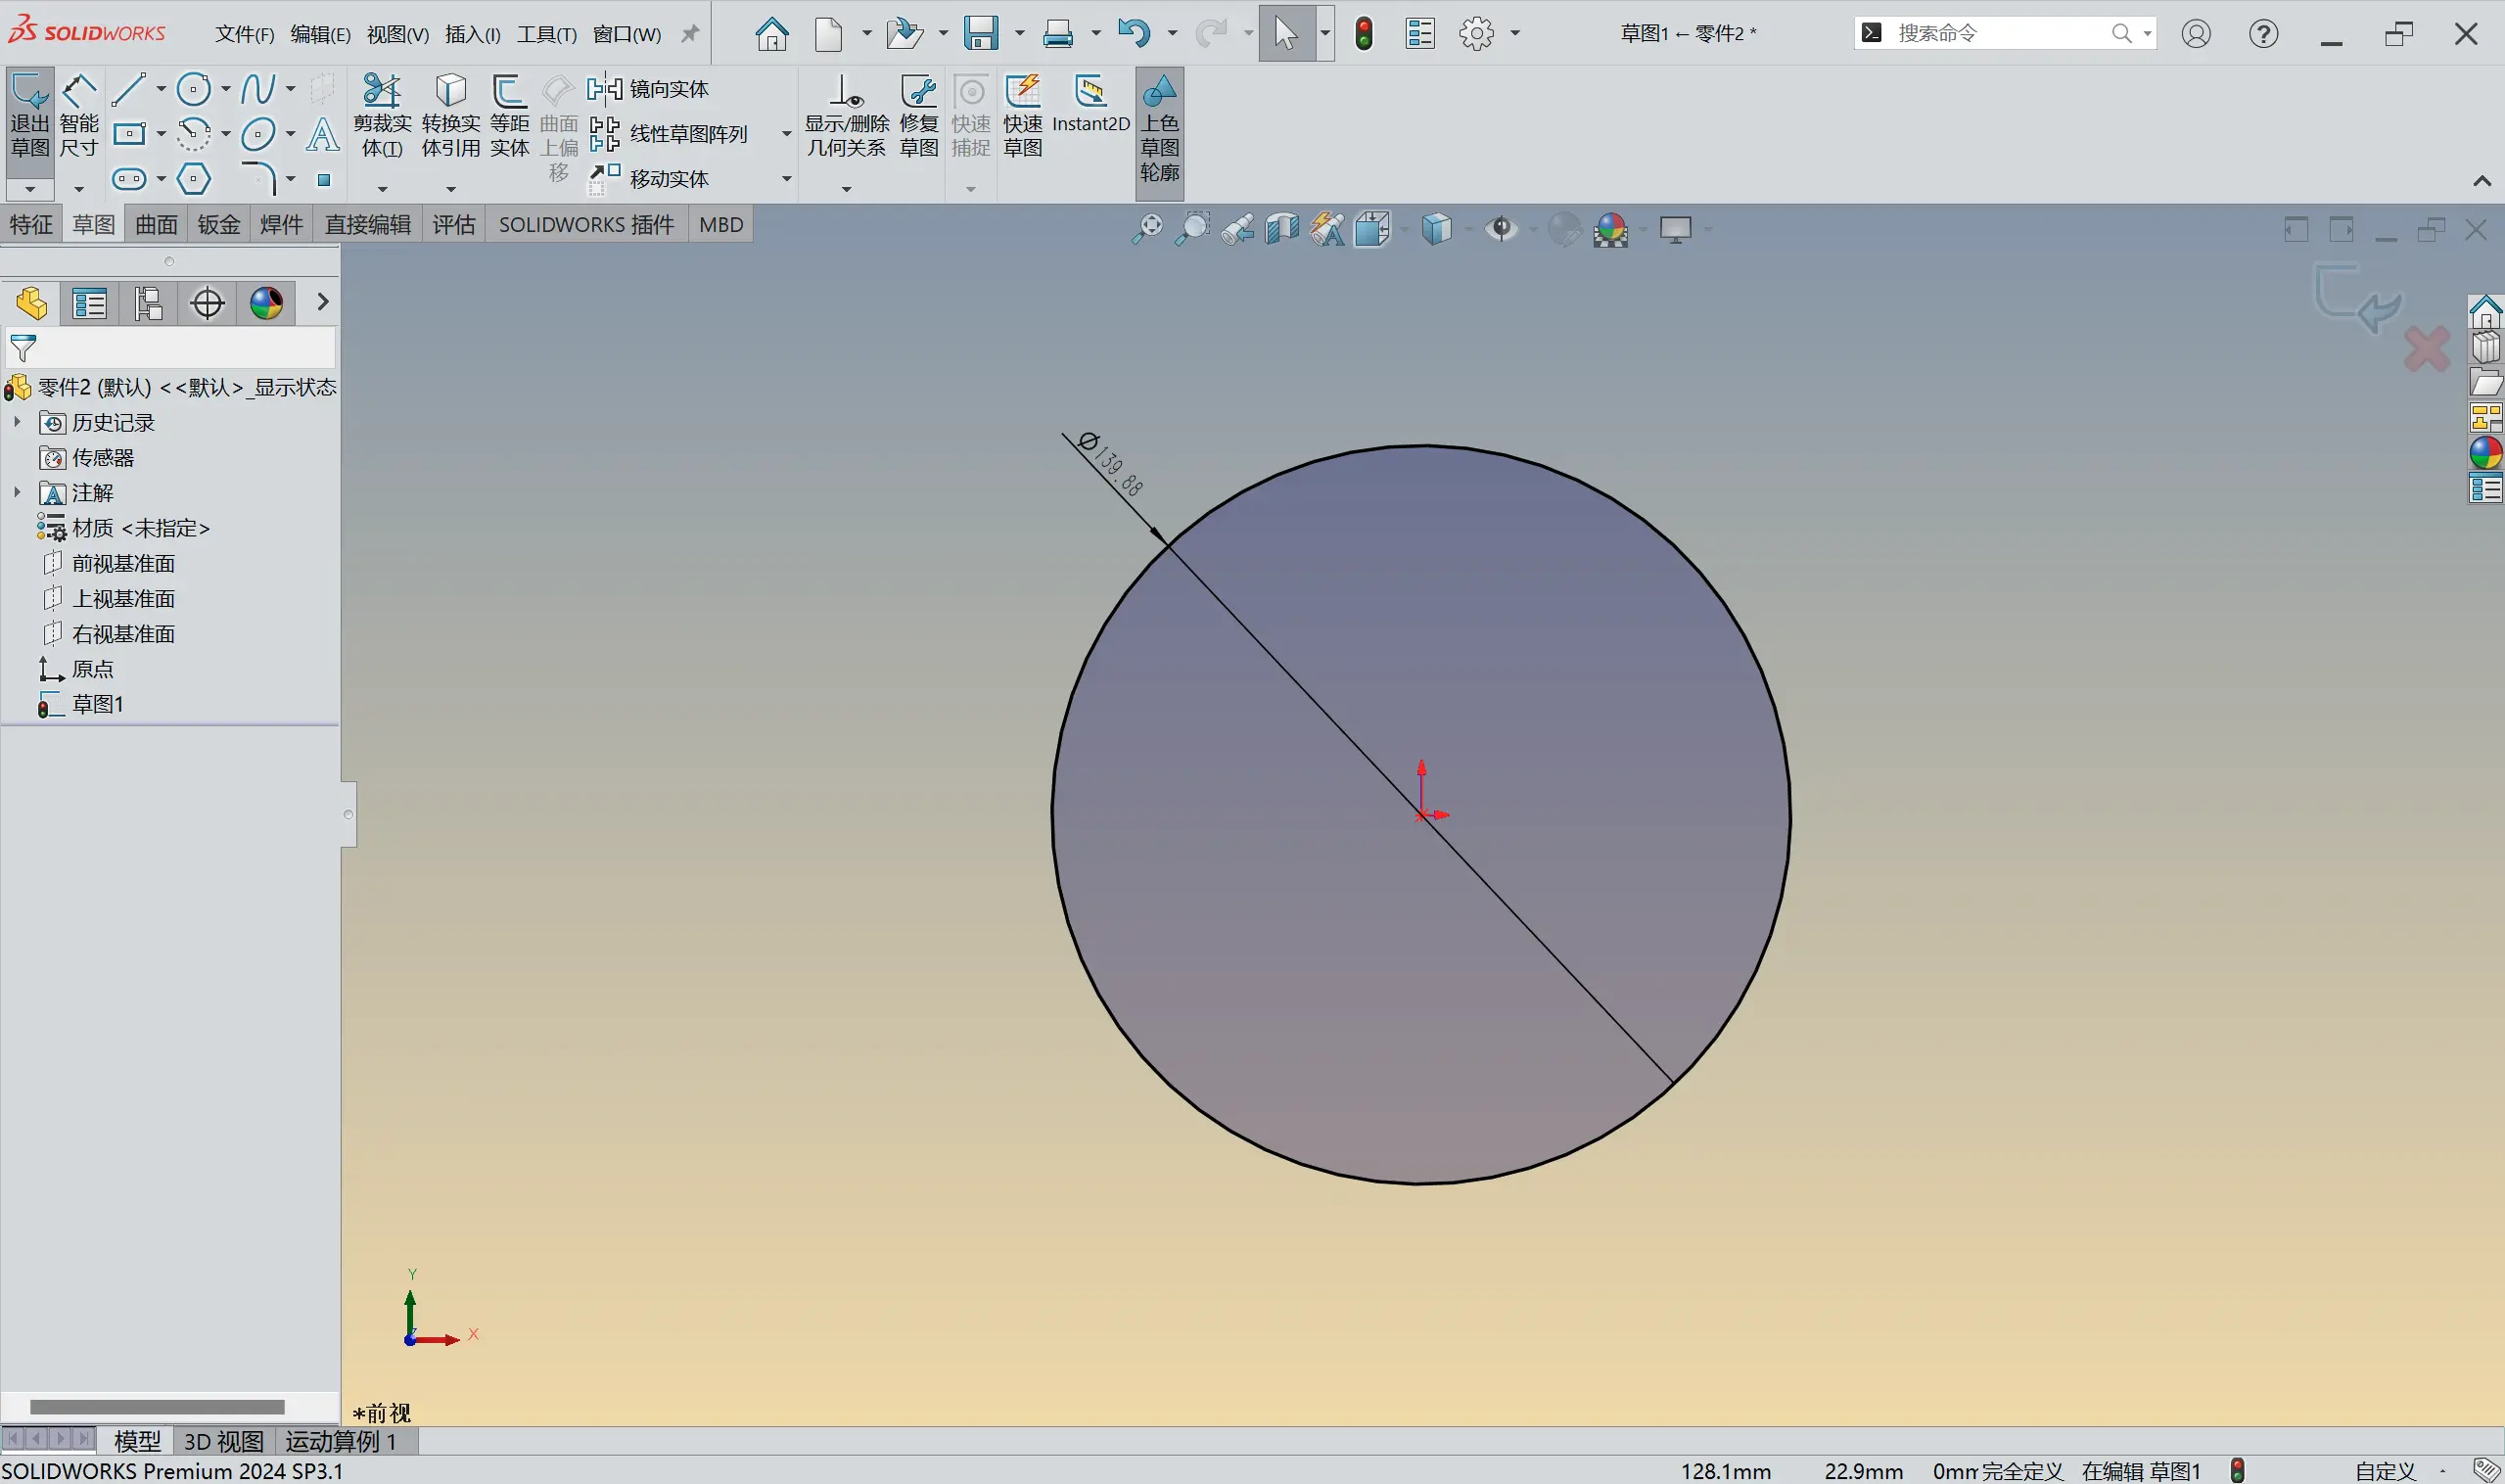 SOLIDWORKS 文件(F) 编辑(E) 视图(V) 插入(I) 工具(T) 窗口(W) 草图1 ← 零件2 * 搜索命令
退出草图
智能尺寸
剪裁实体(I)
转换实体引用
等距实体
曲面上偏移
镜向实体
线性草图阵列
移动实体
显示/删除几何关系
修复草图
快速捕捉
快速草图
Instant2D
上色草图轮廓
特征 草图 曲面 钣金 焊件 直接编辑 评估 SOLIDWORKS 插件 MBD
零件2 (默认) <<默认>_显示状态
历史记录
传感器
注解
材质 <未指定>
前视基准面
上视基准面
右视基准面
原点
草图1
Ø139.88
Y
Z
X
*前视
模型 3D 视图 运动算例 1
SOLIDWORKS Premium 2024 SP3.1 128.1mm 22.9mm 0mm 完全定义 在编辑 草图1 自定义